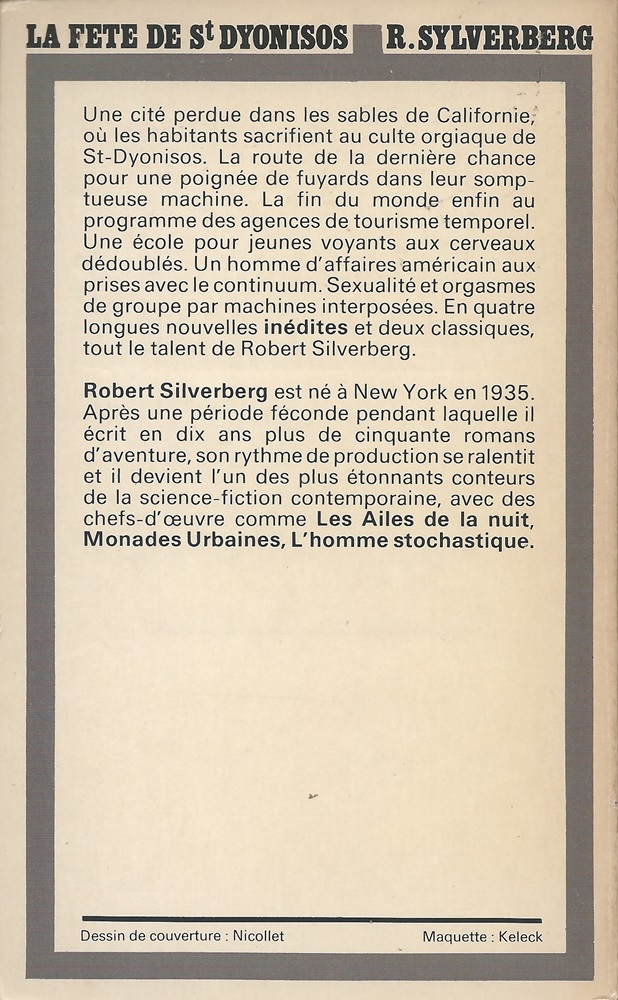 LA FETE DE St DYONISOS R. SYLVERBERG
Une cité perdue dans les sables de Californie,
où les habitants sacrifient au culte orgiaque de
St-Dyonisos. La route de la dernière chance
pour une poignée de fuyards dans leur somp-
tueuse machine. La fin du monde enfin au
programme des agences de tourisme temporel.
Une école pour jeunes voyants aux cerveaux
dédoublés. Un homme d'affaires américain aux
prises avec le continuum. Sexualité et orgasmes
de groupe par machines interposées. En quatre
longues nouvelles inédites et deux classiques,
tout le talent de Robert Silverberg.
Robert Silverberg est né à New York en 1935.
Après une période féconde pendant laquelle il
écrit en dix ans plus de cinquante romans
d'aventure, son rythme de production se ralentit
et il devient l'un des plus étonnants conteurs
de la science-fiction contemporaine, avec des
chefs-d'œuvre comme Les Ailes de la nuit,
Monades Urbaines, L'homme stochastique.
Dessin de couverture : Nicollet Maquette : Keleck